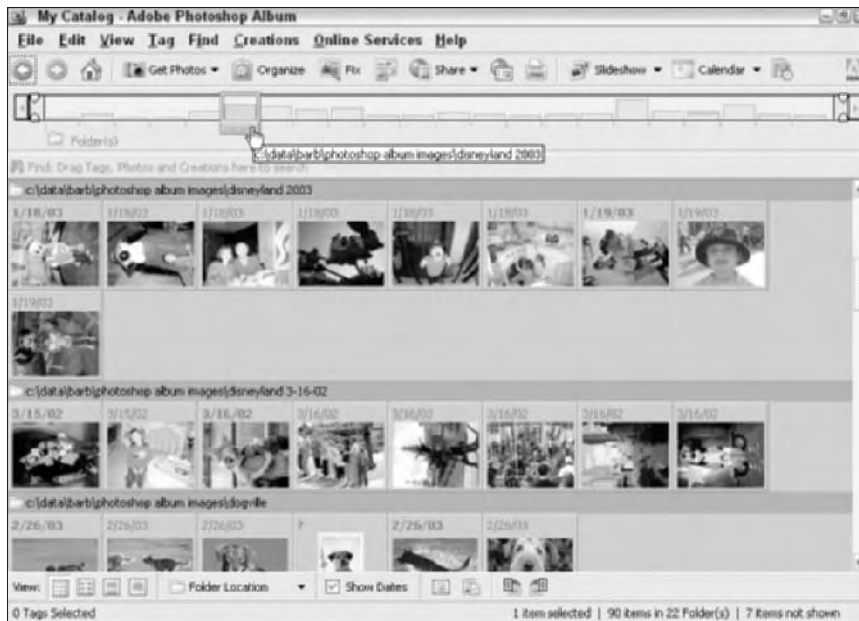 My Catalog - Adobe Photoshop Album
File Edit View Tag Find Creations Online Services Help
Get Photos Organize Fix Share Slideshow Calendar
Folder(s)
c:\data\barb\photoshop album images\disneyland 2003
Find: Drag Tags, Photos and Creations here to search
c:\data\barb\photoshop album images\disneyland 2003
1/18/03 1/18/03 1/18/03 1/18/03 1/18/03 1/18/03 1/19/03 1/19/03
1/19/03
c:\data\barb\photoshop album images\disneyland 3-16-02
3/15/02 3/15/02 3/16/02 3/16/02 3/16/02 3/16/02 3/16/02 3/16/02
c:\data\barb\photoshop album images\dogville
2/26/03 2/26/03 2/26/03 ? 2/26/03 2/26/03
View: Folder Location Show Dates
0 Tags Selected 1 item selected | 90 items in 22 Folder(s) | 7 items not shown